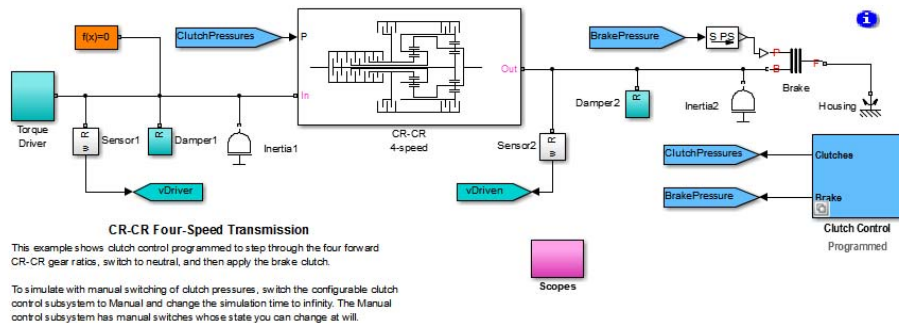 f(x)=0
ClutchPressures
P
In
Out
CR-CR
4-speed
BrakePressure
S PS
P
B
F
Brake
Housing
i
Torque
Driver
R
w
Sensor1
R
Damper1
Inertia1
Sensor2
R
w
Damper2
R
Inertia2
vDriver
vDriven
ClutchPressures
Clutches
BrakePressure
Brake
Clutch Control
Programmed
Scopes
CR-CR Four-Speed Transmission
This example shows clutch control programmed to step through the four forward
CR-CR gear ratios, switch to neutral, and then apply the brake clutch.
To simulate with manual switching of clutch pressures, switch the configurable clutch
control subsystem to Manual and change the simulation time to infinity. The Manual
control subsystem has manual switches whose state you can change at will.